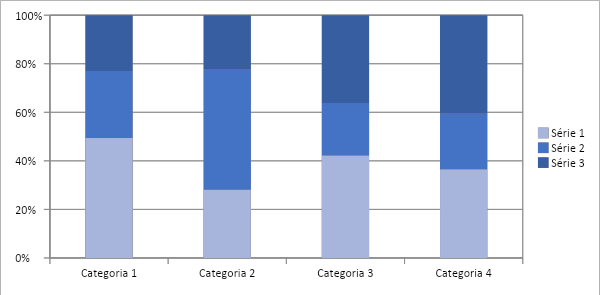 100%
80%
60%
40%
20%
0%
Categoria 1
Categoria 2
Categoria 3
Categoria 4
Série 1
Série 2
Série 3